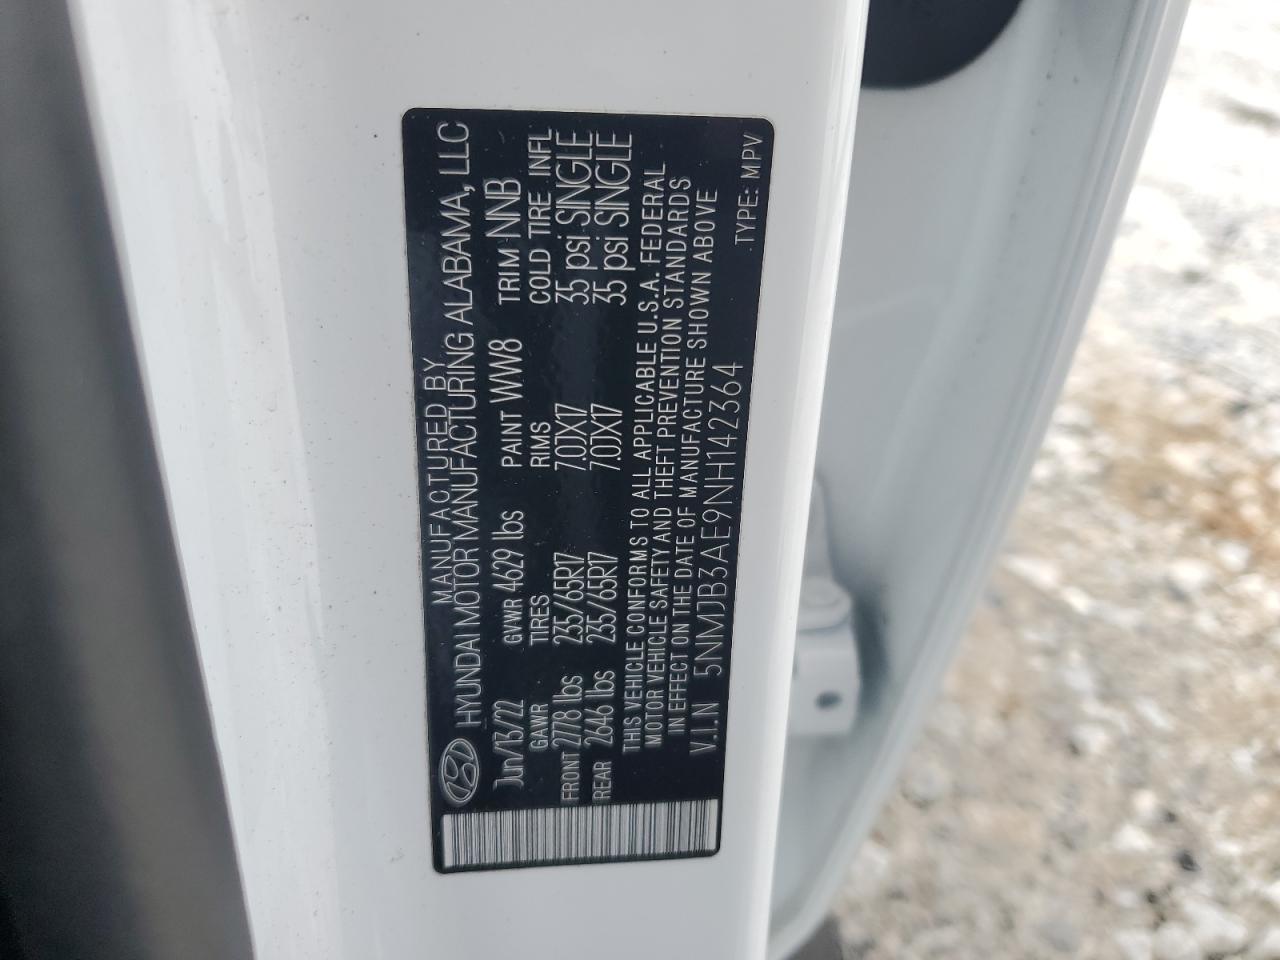 MANUFACTURED BY
HYUNDAI MOTOR MANUFACTURING ALABAMA, LLC
Jun/13/22 GVWR 4629 lbs PAINT WW8 TRIM NNB
GAWR TIRES RIMS COLD TIRE INFL
FRONT 2778 lbs 235/65R17 7.0JX17 35 psi SINGLE
REAR 2646 lbs 235/65R17 7.0JX17 35 psi SINGLE
THIS VEHICLE CONFORMS TO ALL APPLICABLE U.S.A. FEDERAL
MOTOR VEHICLE SAFETY AND THEFT PREVENTION STANDARDS
IN EFFECT ON THE DATE OF MANUFACTURE SHOWN ABOVE
V.I.N 5NMJB3AE9NH142364
TYPE: MPV